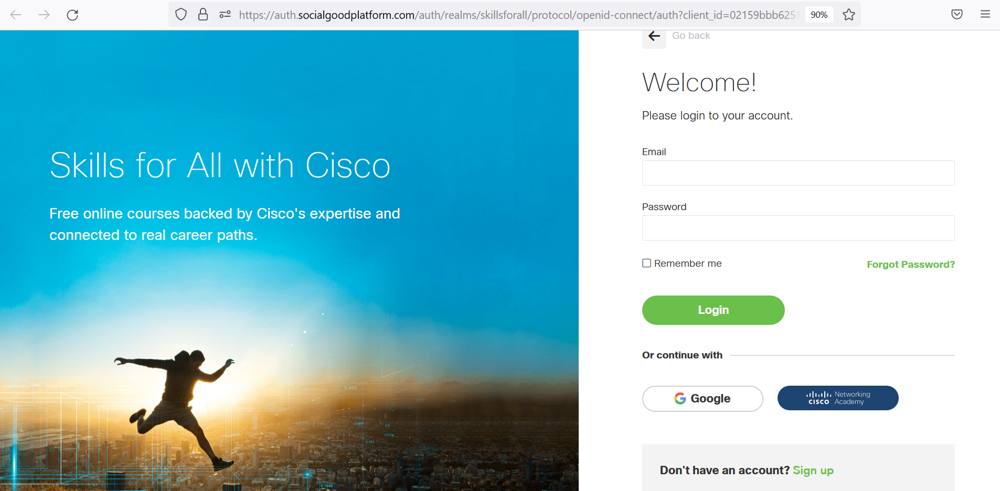 https://auth.socialgoodplatform.com/auth/realms/skillsforall/protocol/openid-connect/auth?client_id=02159bbb6251
90%
Go back
Welcome!
Please login to your account.
Email
Password
Remember me
Forgot Password?
Login
Or continue with
Google
CISCO
Networking
Academy
Don't have an account? Sign up
Skills for All with Cisco
Free online courses backed by Cisco's expertise and
connected to real career paths.
5.464